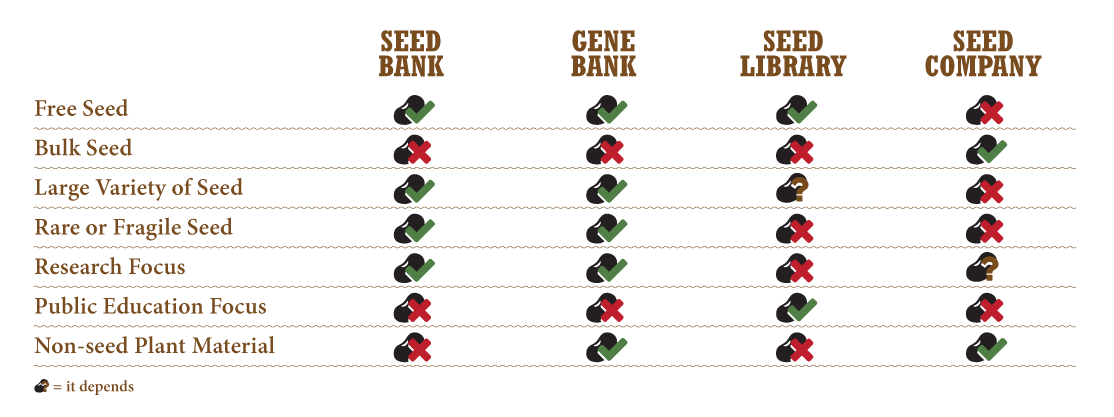 SEED BANK
GENE BANK
SEED LIBRARY
SEED COMPANY
Free Seed
Bulk Seed
Large Variety of Seed
Rare or Fragile Seed
Research Focus
Public Education Focus
Non-seed Plant Material
? = it depends